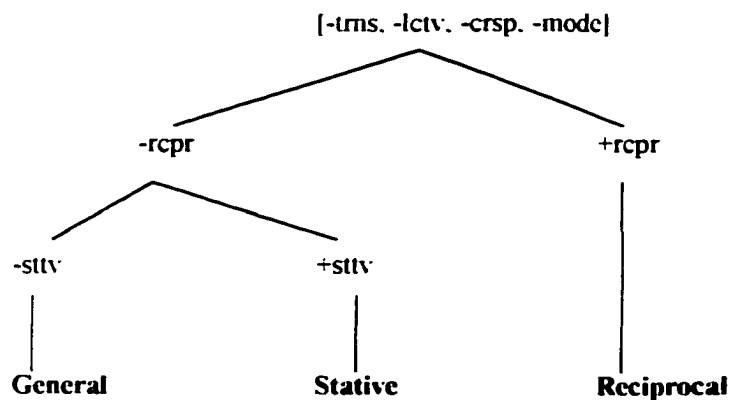 [-trns, -lctv, -crsp, -mode]
-rcpr +rcpr
-sttv +sttv
General Stative Reciprocal